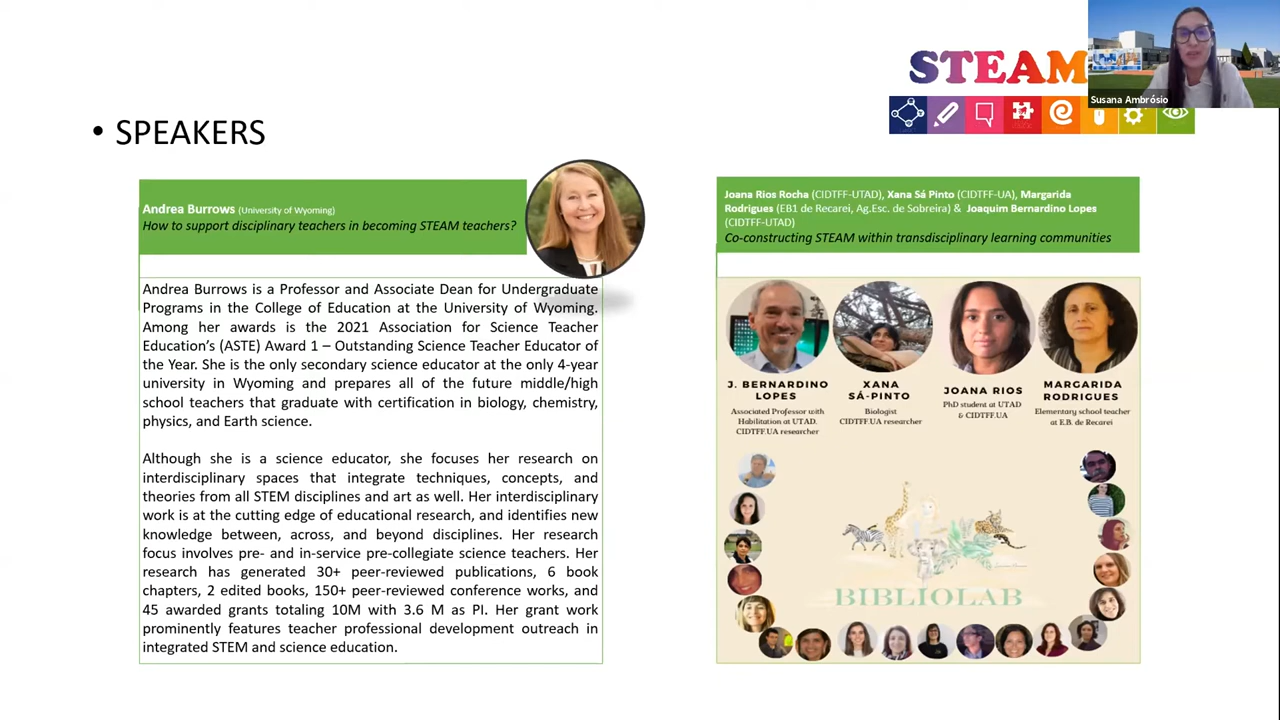 STEAM
Susana Ambrósio
• SPEAKERS
Andrea Burrows (University of Wyoming)
How to support disciplinary teachers in becoming STEAM teachers?
Andrea Burrows is a Professor and Associate Dean for Undergraduate
Programs in the College of Education at the University of Wyoming.
Among her awards is the 2021 Association for Science Teacher
Education's (ASTE) Award 1 – Outstanding Science Teacher Educator of
the Year. She is the only secondary science educator at the only 4-year
university in Wyoming and prepares all of the future middle/high
school teachers that graduate with certification in biology, chemistry,
physics, and Earth science.
Although she is a science educator, she focuses her research on
interdisciplinary spaces that integrate techniques, concepts, and
theories from all STEM disciplines and art as well. Her interdisciplinary
work is at the cutting edge of educational research, and identifies new
knowledge between, across, and beyond disciplines. Her research
focus involves pre- and in-service pre-collegiate science teachers. Her
research has generated 30+ peer-reviewed publications, 6 book
chapters, 2 edited books, 150+ peer-reviewed conference works, and
45 awarded grants totaling 10M with 3.6 M as PI. Her grant work
prominently features teacher professional development outreach in
integrated STEM and science education.
Joana Rios Rocha (CIDTFF-UTAD), Xana Sá Pinto (CIDTFF-UA), Margarida
Rodrigues (EB1 de Recarei, Ag.Esc. de Sobreira) & Joaquim Bernardino Lopes
(CIDTFF-UTAD)
Co-constructing STEAM within transdisciplinary learning communities
J. BERNARDINO
LOPES
Associated Professor with
Habilitation at UTAD.
CIDTFF.UA researcher
XANA
SÁ-PINTO
Biologist
CIDTFF.UA researcher
JOANA RIOS
PhD student at UTAD
& CIDTFF.UA
MARGARIDA
RODRIGUES
Elementary school teacher
at E.B. de Recarei
BIBLIOLAB